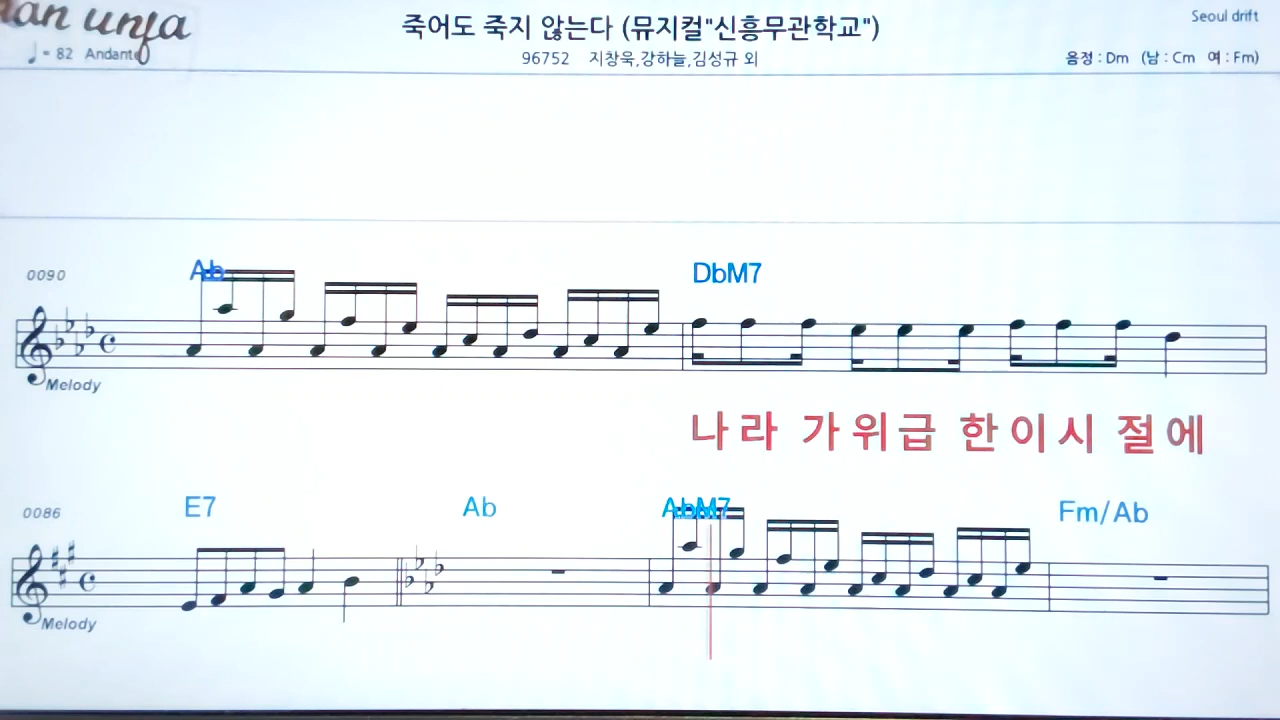 죽어도 죽지 않는다 (뮤지컬"신흥무관학교")
Seoul drift
♩ = 82 Andante
96752 지창욱,강하늘,김성규 외
음정 : Dm (남 : Cm 여 : Fm)
0090
Ab DbM7
Melody
나라 가위급 한이시 절에
0086
E7 Ab AbM7 Fm/Ab
Melody